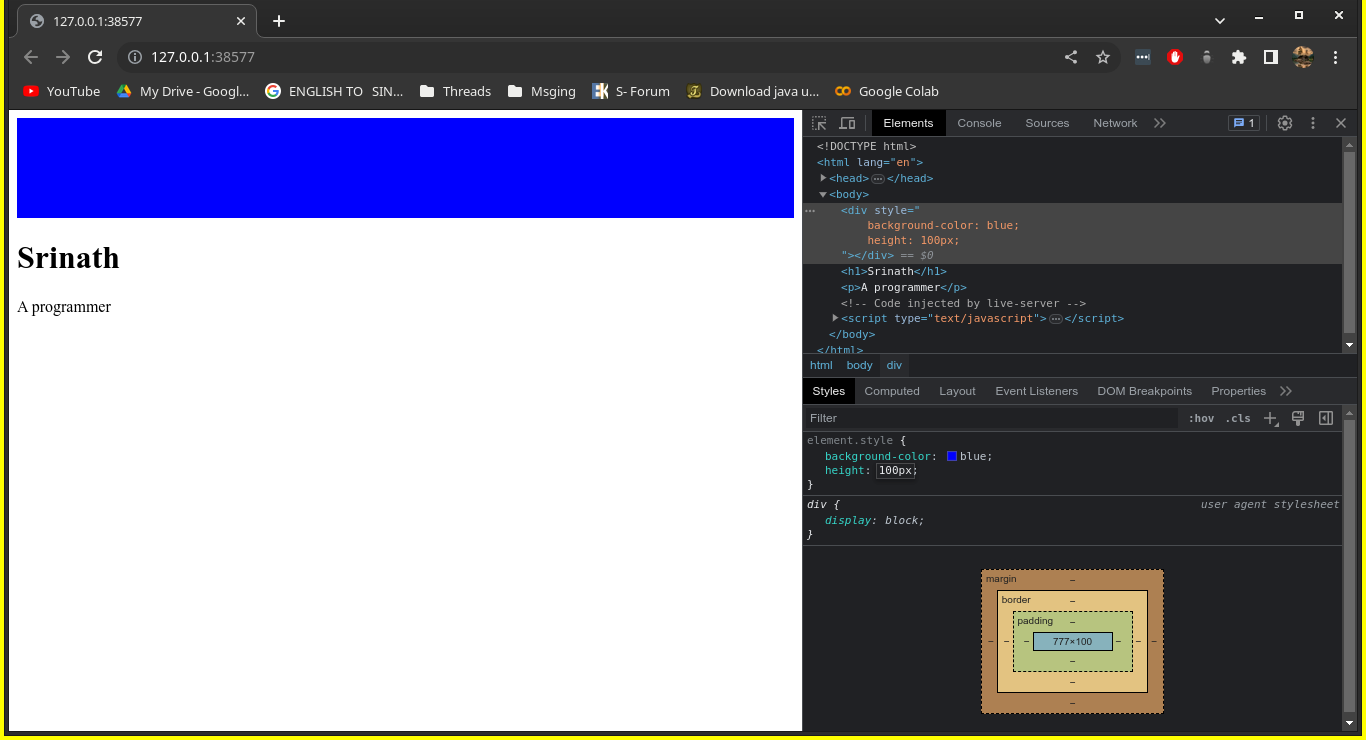 127.0.0.1:38577
127.0.0.1:38577
YouTube My Drive - Googl... ENGLISH TO SIN... Threads Msging S- Forum Download java u... Google Colab
Elements Console Sources Network 1
<!DOCTYPE html>
<html lang="en">
<head></head>
<body>
<div style="
background-color: blue;
height: 100px;
"></div> == $0
<h1>Srinath</h1>
<p>A programmer</p>
<!-- Code injected by live-server -->
<script type="text/javascript"></script>
</body>
</html>
html body div
Styles Computed Layout Event Listeners DOM Breakpoints Properties
Filter :hov .cls
element.style {
background-color: blue;
height: 100px;
}
div { user agent stylesheet
display: block;
}
margin –
border –
padding –
– – – 777×100 – – –
–
–
–
Srinath
A programmer